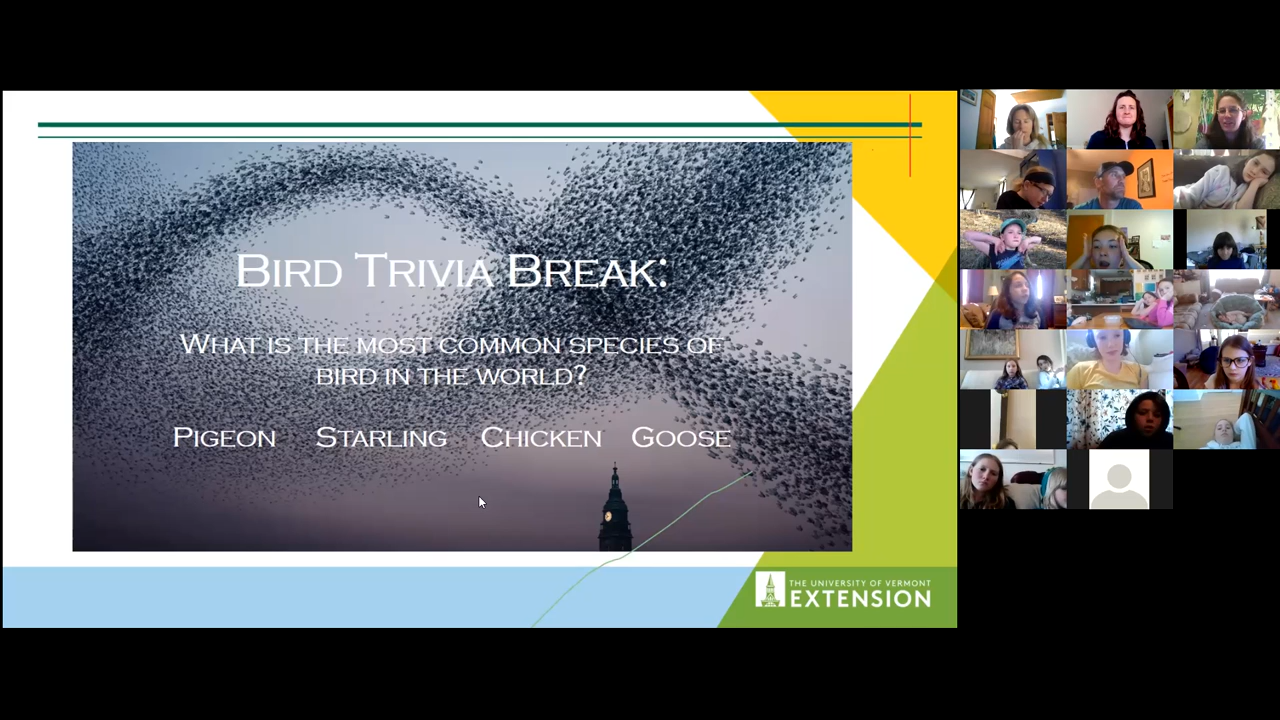 Bird Trivia Break:
What is the most common species of
bird in the world?
Pigeon Starling Chicken Goose
THE UNIVERSITY OF VERMONT
EXTENSION